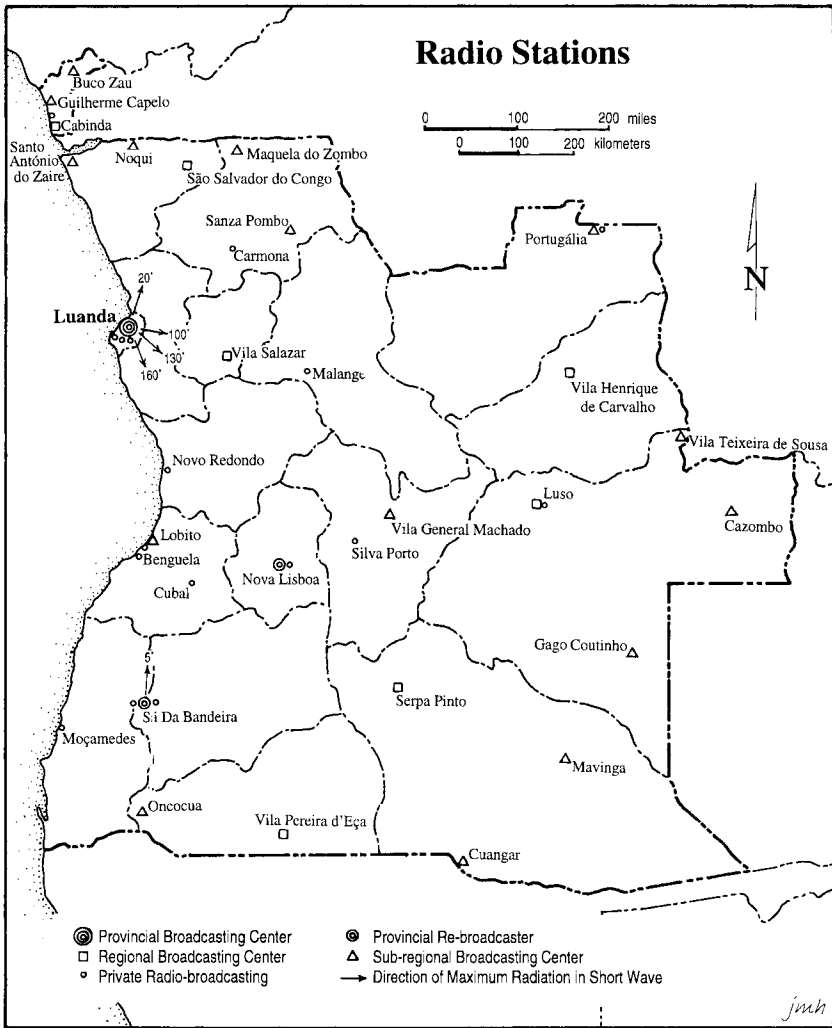 Radio Stations
0 100 200 miles
0 100 200 kilometers
N
Buco Zau
Guilherme Capelo
Cabinda
Santo
António
do Zaire
Noqui
Maquela do Zombo
São Salvador do Congo
Sanza Pombo
Carmona
Portugália
20°
Luanda
100°
130°
160°
Vila Salazar
Malange
Vila Henrique
de Carvalho
Vila Teixeira de Sousa
Novo Redondo
Luso
Cazombo
Vila General Machado
Lobito
Benguela
Silva Porto
Nova Lisboa
Cubal
Gago Coutinho
5°
Serpa Pinto
Sá Da Bandeira
Moçamedes
Mavinga
Oncocua
Vila Pereira d'Eça
Cuangar
Provincial Broadcasting Center
Regional Broadcasting Center
Private Radio-broadcasting
Provincial Re-broadcaster
Sub-regional Broadcasting Center
Direction of Maximum Radiation in Short Wave
jmh